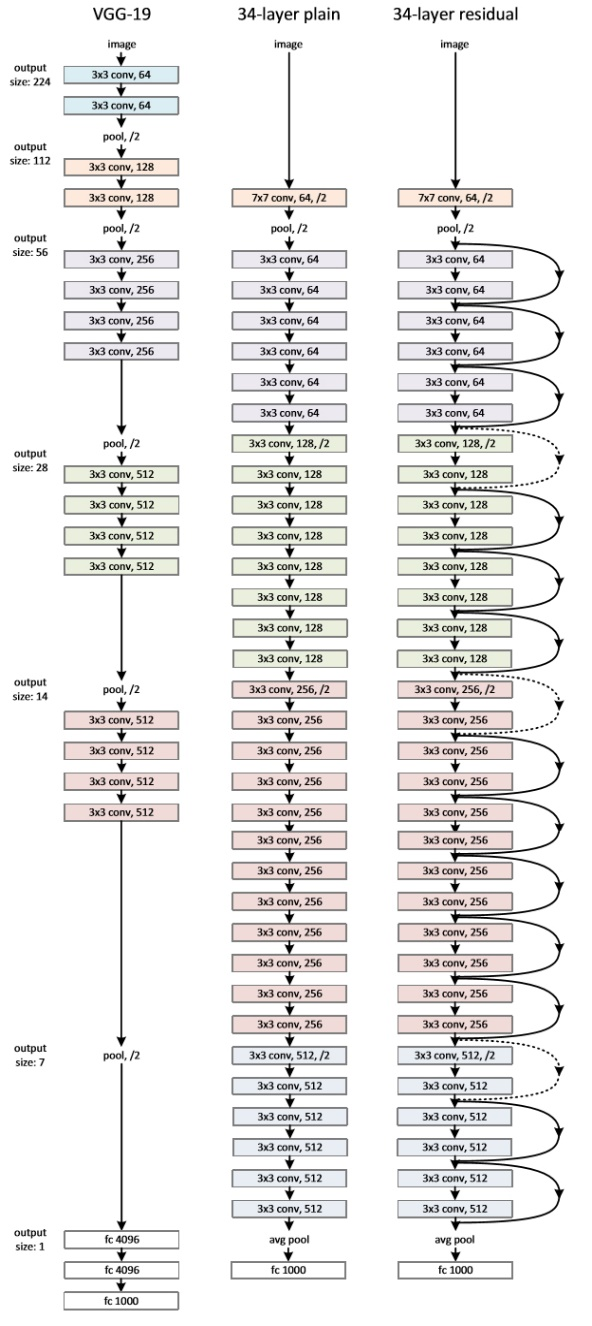 VGG-19
34-layer plain
34-layer residual
output
size: 224
output
size: 112
output
size: 56
output
size: 28
output
size: 14
output
size: 7
output
size: 1
image
3x3 conv, 64
3x3 conv, 64
pool, /2
3x3 conv, 128
3x3 conv, 128
pool, /2
3x3 conv, 256
3x3 conv, 256
3x3 conv, 256
3x3 conv, 256
pool, /2
3x3 conv, 512
3x3 conv, 512
3x3 conv, 512
3x3 conv, 512
pool, /2
3x3 conv, 512
3x3 conv, 512
3x3 conv, 512
3x3 conv, 512
pool, /2
fc 4096
fc 4096
fc 1000
image
7x7 conv, 64, /2
pool, /2
3x3 conv, 64
3x3 conv, 64
3x3 conv, 64
3x3 conv, 64
3x3 conv, 64
3x3 conv, 64
3x3 conv, 128, /2
3x3 conv, 128
3x3 conv, 128
3x3 conv, 128
3x3 conv, 128
3x3 conv, 128
3x3 conv, 128
3x3 conv, 128
3x3 conv, 256, /2
3x3 conv, 256
3x3 conv, 256
3x3 conv, 256
3x3 conv, 256
3x3 conv, 256
3x3 conv, 256
3x3 conv, 256
3x3 conv, 256
3x3 conv, 256
3x3 conv, 256
3x3 conv, 256
3x3 conv, 512, /2
3x3 conv, 512
3x3 conv, 512
3x3 conv, 512
3x3 conv, 512
3x3 conv, 512
avg pool
fc 1000
image
7x7 conv, 64, /2
pool, /2
3x3 conv, 64
3x3 conv, 64
3x3 conv, 64
3x3 conv, 64
3x3 conv, 64
3x3 conv, 64
3x3 conv, 128, /2
3x3 conv, 128
3x3 conv, 128
3x3 conv, 128
3x3 conv, 128
3x3 conv, 128
3x3 conv, 128
3x3 conv, 128
3x3 conv, 256, /2
3x3 conv, 256
3x3 conv, 256
3x3 conv, 256
3x3 conv, 256
3x3 conv, 256
3x3 conv, 256
3x3 conv, 256
3x3 conv, 256
3x3 conv, 256
3x3 conv, 256
3x3 conv, 256
3x3 conv, 512, /2
3x3 conv, 512
3x3 conv, 512
3x3 conv, 512
3x3 conv, 512
3x3 conv, 512
avg pool
fc 1000